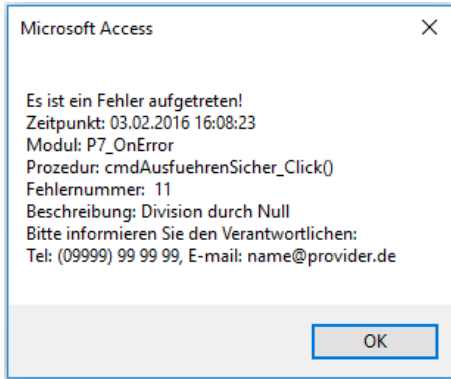 Microsoft Access
Es ist ein Fehler aufgetreten!
Zeitpunkt: 03.02.2016 16:08:23
Modul: P7_OnError
Prozedur: cmdAusfuehrenSicher_Click()
Fehlernummer:  11
Beschreibung: Division durch Null
Bitte informieren Sie den Verantwortlichen:
Tel: (09999) 99 99 99, E-mail: name@provider.de
OK